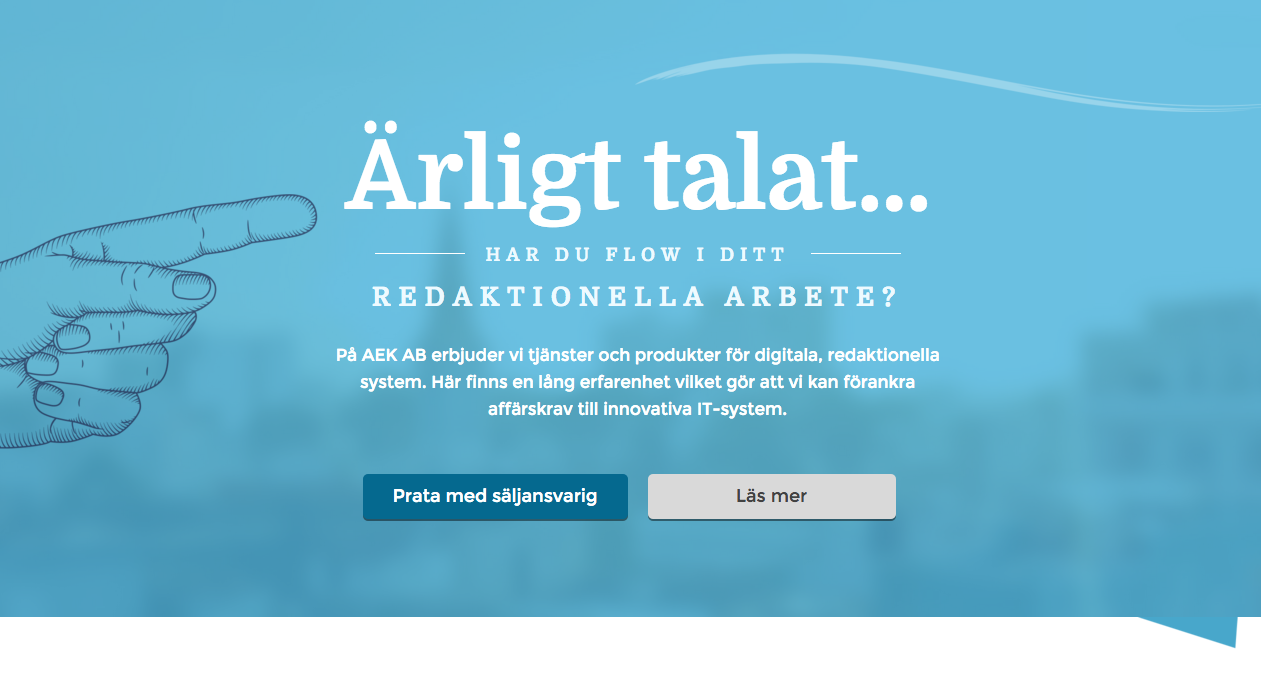 Ärligt talat...
HAR DU FLOW I DITT
REDAKTIONELLA ARBETE?
På AEK AB erbjuder vi tjänster och produkter för digitala, redaktionella
system. Här finns en lång erfarenhet vilket gör att vi kan förankra
affärskrav till innovativa IT-system.
Prata med säljansvarig
Läs mer